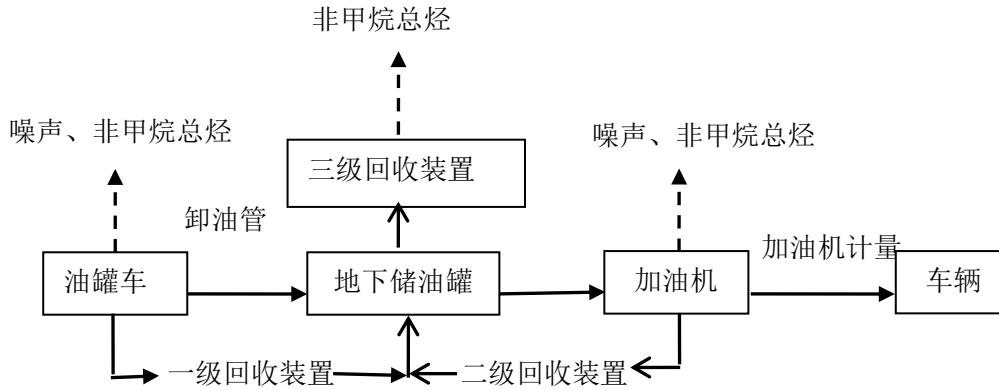 非甲烷总烃
噪声、非甲烷总烃
噪声、非甲烷总烃
三级回收装置
卸油管
加油机计量
油罐车
地下储油罐
加油机
车辆
一级回收装置
二级回收装置